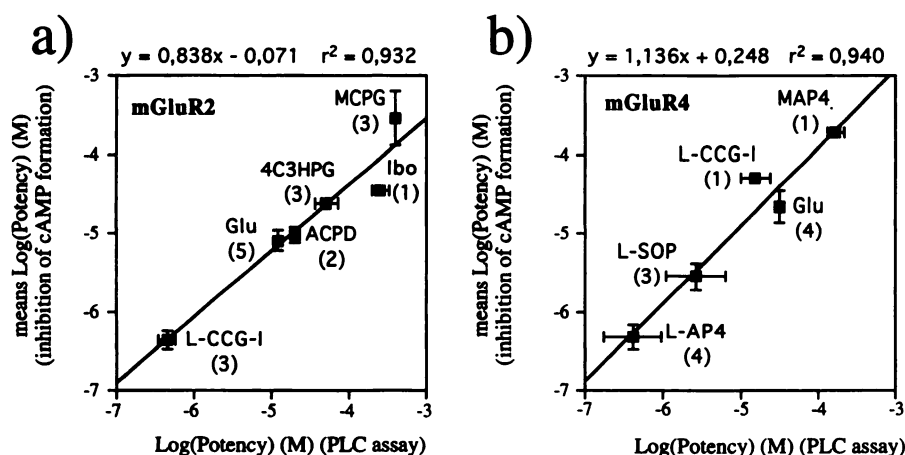 a)
y = 0,838x - 0,071 r2 = 0,932
mGluR2
means Log(Potency) (M)
(inhibition of cAMP formation)
-3
-4
-5
-6
-7
MCPG
(3)
Ibo
(1)
4C3HPG
(3)
Glu
(5)
ACPD
(2)
L-CCG-I
(3)
-7 -6 -5 -4 -3
Log(Potency) (M) (PLC assay)
b)
y = 1,136x + 0,248 r2 = 0,940
mGluR4
means Log(Potency) (M)
(inhibition of cAMP formation)
-3
-4
-5
-6
-7
MAP4
(1)
L-CCG-I
(1)
Glu
(4)
L-SOP
(3)
L-AP4
(4)
-7 -6 -5 -4 -3
Log(Potency) (M) (PLC assay)